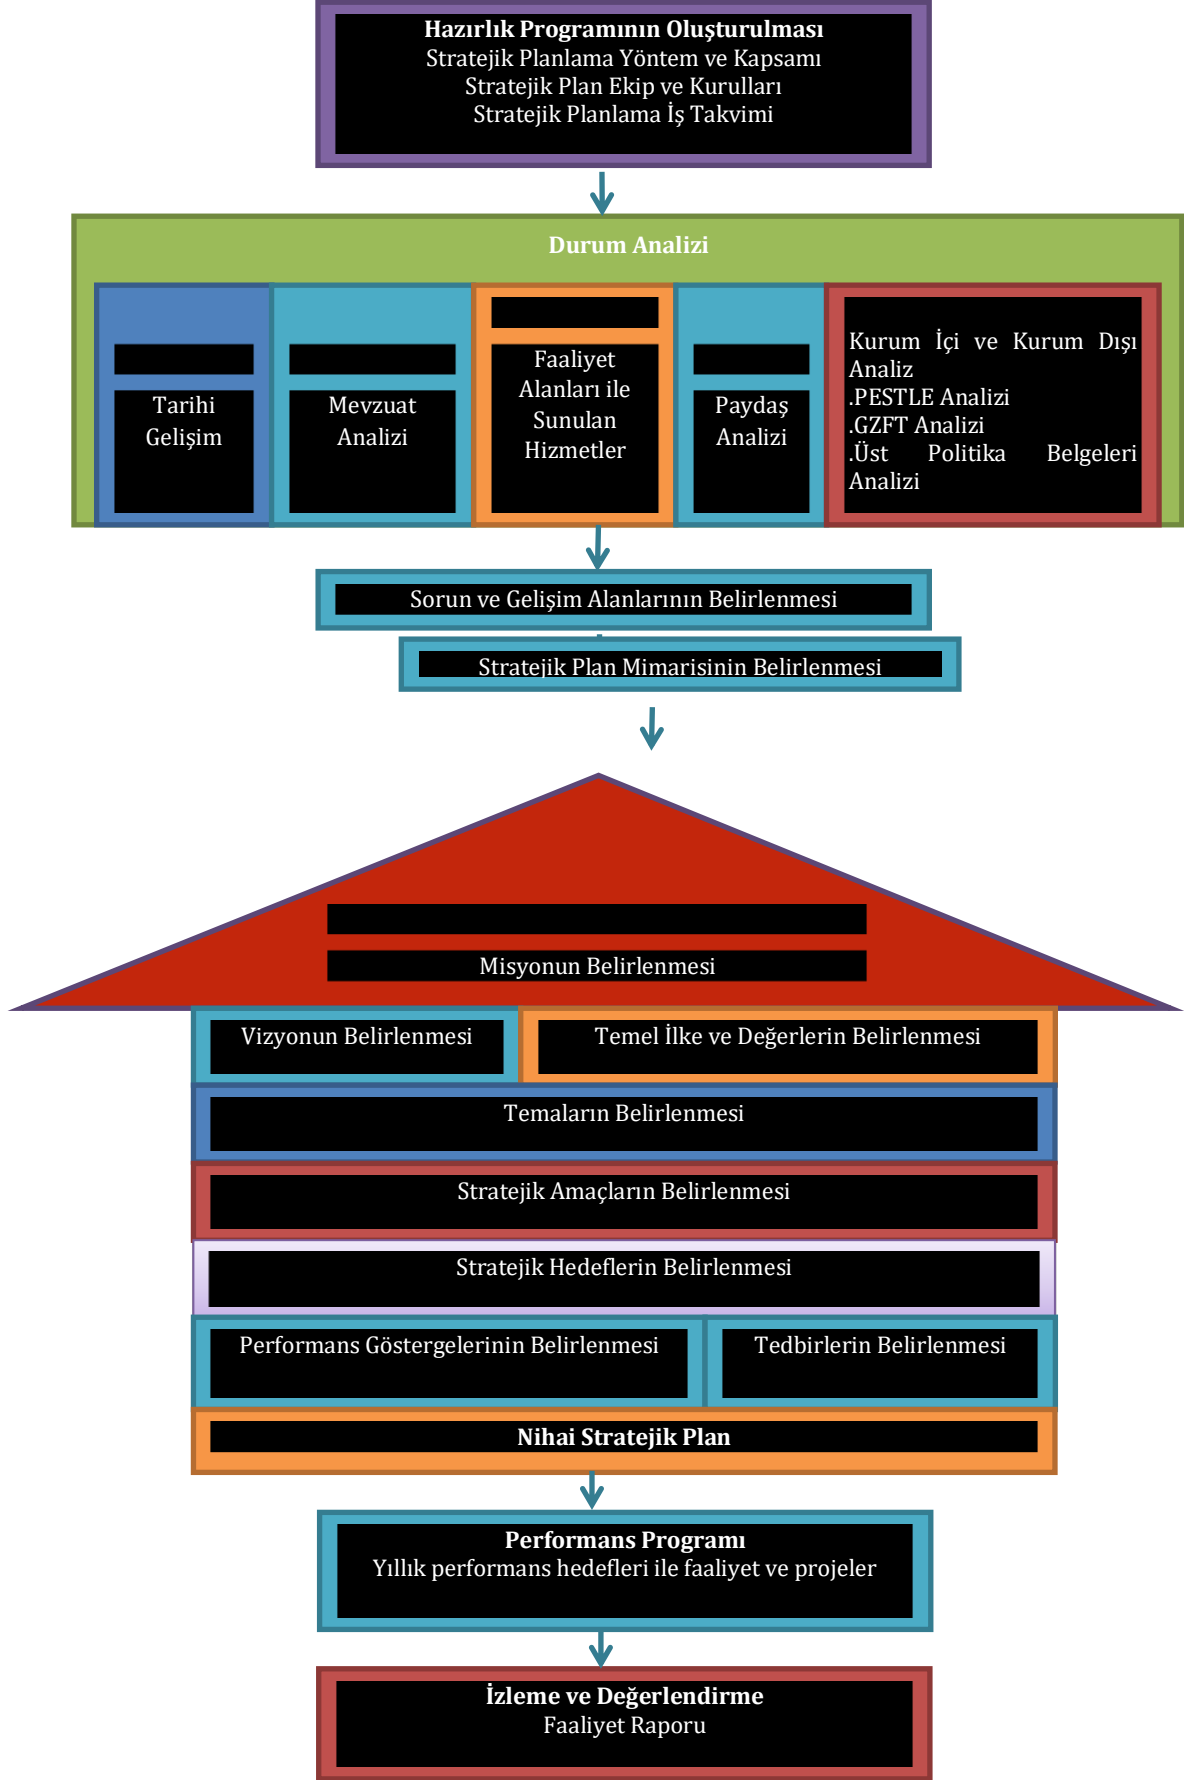 Hazırlık Programının Oluşturulması
Stratejik Planlama Yöntem ve Kapsamı
Stratejik Plan Ekip ve Kurulları
Stratejik Planlama İş Takvimi
Durum Analizi
Tarihi
Gelişim
Mevzuat
Analizi
Faaliyet
Alanları ile
Sunulan
Hizmetler
Paydaş
Analizi
Kurum İçi ve Kurum Dışı
Analiz
.PESTLE Analizi
.GZFT Analizi
.Üst Politika Belgeleri
Analizi
Sorun ve Gelişim Alanlarının Belirlenmesi
Stratejik Plan Mimarisinin Belirlenmesi
Misyonun Belirlenmesi
Vizyonun Belirlenmesi
Temel İlke ve Değerlerin Belirlenmesi
Temaların Belirlenmesi
Stratejik Amaçların Belirlenmesi
Stratejik Hedeflerin Belirlenmesi
Performans Göstergelerinin Belirlenmesi
Tedbirlerin Belirlenmesi
Nihai Stratejik Plan
Performans Programı
Yıllık performans hedefleri ile faaliyet ve projeler
İzleme ve Değerlendirme
Faaliyet Raporu